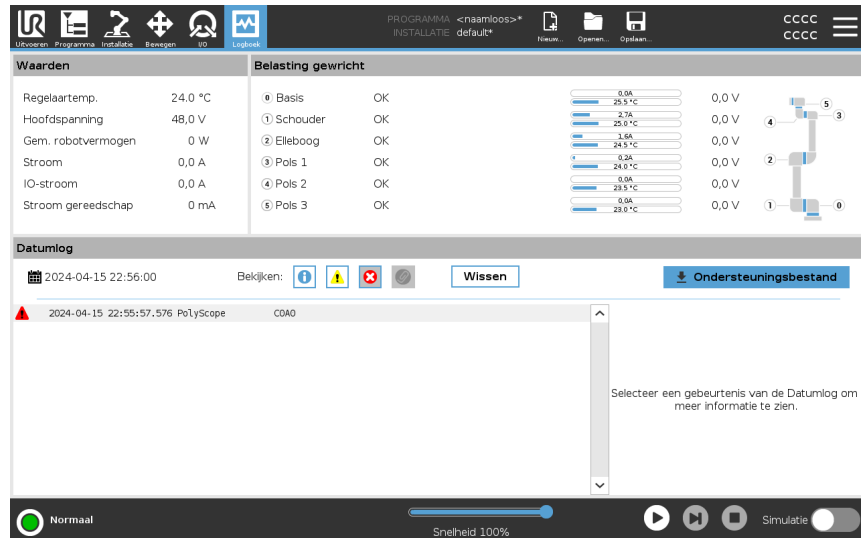 PROGRAMMA <naamloos>*
INSTALLATIE default*
Uitvoeren Programma Installatie Bewegen I/O Logboek
Nieuw... Openen... Opslaan...
CCCC
CCCC
Waarden
Belasting gewricht
Regelaartemp. 24.0 °C
Hoofdspanning 48,0 V
Gem. robotvermogen 0 W
Stroom 0,0 A
IO-stroom 0,0 A
Stroom gereedschap 0 mA
0 Basis OK 0,0A 25.5 °C 0,0 V
1 Schouder OK 2,7A 25.0 °C 0,0 V
2 Elleboog OK 1,6A 24.5 °C 0,0 V
3 Pols 1 OK 0,2A 24.0 °C 0,0 V
4 Pols 2 OK 0,0A 23.5 °C 0,0 V
5 Pols 3 OK 0,0A 23.0 °C 0,0 V
5
4 3
2
1 0
Datumlog
2024-04-15 22:56:00 Bekijken: Wissen Ondersteuningsbestand
2024-04-15 22:55:57.576 PolyScope C0A0
Selecteer een gebeurtenis van de Datumlog om
meer informatie te zien.
Normaal
Snelheid 100%
Simulatie